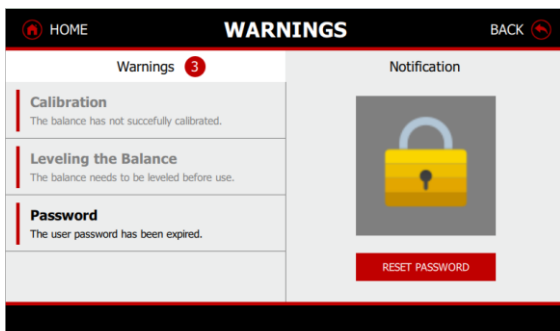 HOME
WARNINGS
BACK
Warnings 3
Notification
Calibration
The balance has not succefully calibrated.
Leveling the Balance
The balance needs to be leveled before use.
Password
The user password has been expired.
RESET PASSWORD